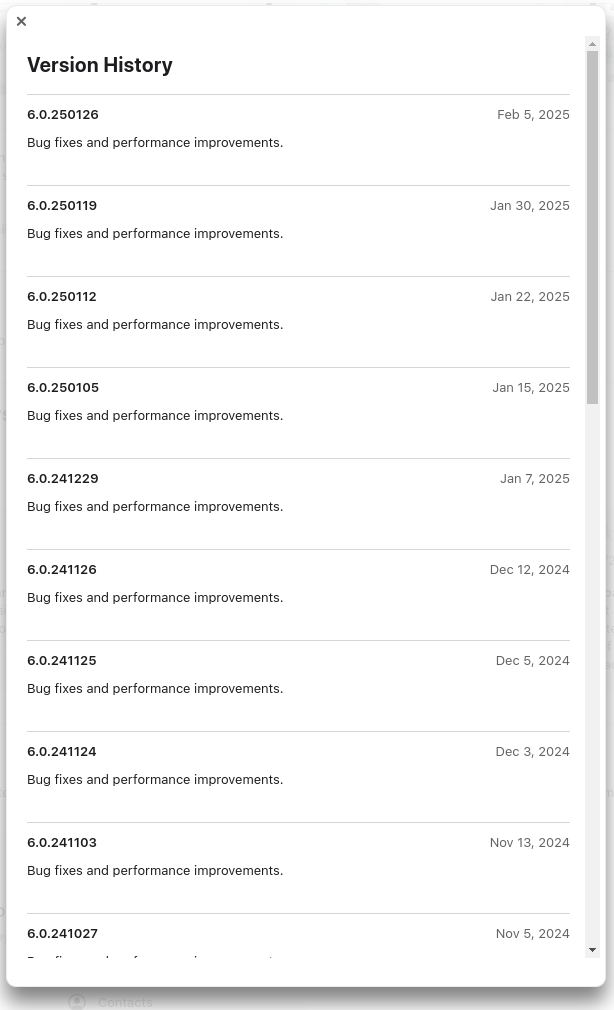 Version History
6.0.250126 Feb 5, 2025
Bug fixes and performance improvements.
6.0.250119 Jan 30, 2025
Bug fixes and performance improvements.
6.0.250112 Jan 22, 2025
Bug fixes and performance improvements.
6.0.250105 Jan 15, 2025
Bug fixes and performance improvements.
6.0.241229 Jan 7, 2025
Bug fixes and performance improvements.
6.0.241126 Dec 12, 2024
Bug fixes and performance improvements.
6.0.241125 Dec 5, 2024
Bug fixes and performance improvements.
6.0.241124 Dec 3, 2024
Bug fixes and performance improvements.
6.0.241103 Nov 13, 2024
Bug fixes and performance improvements.
6.0.241027 Nov 5, 2024
Contacts